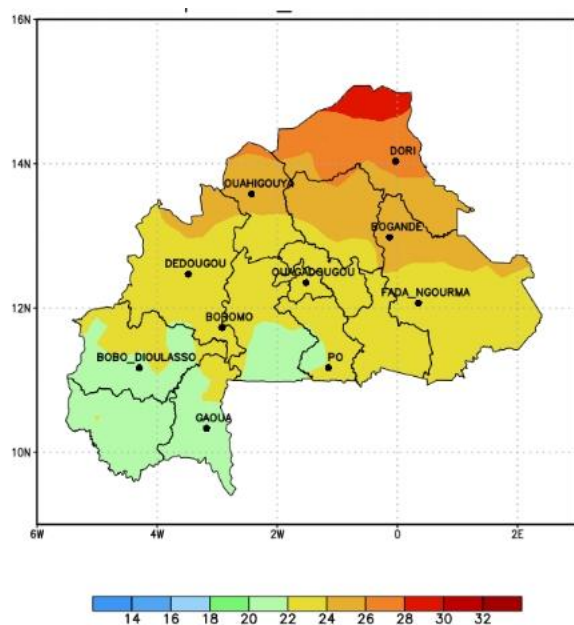 16N
14N
12N
10N
DORI
OUAHIGOUYA
BOGANDE
DEDOUGOU
OUAGADOUGOU
FADA_NGOURMA
BOROMO
BOBO_DIOULASSO
PO
GAOUA
6W 4W 2W 0 2E
14 16 18 20 22 24 26 28 30 32